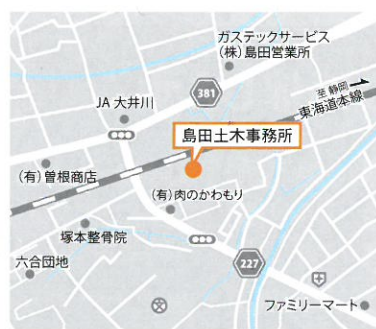 ガステックサービス
(株)島田営業所
至 静岡
381
東海道本線
JA 大井川
島田土木事務所
(有)曽根商店
(有)肉のかわもり
塚本整骨院
六合団地
227
ファミリーマート